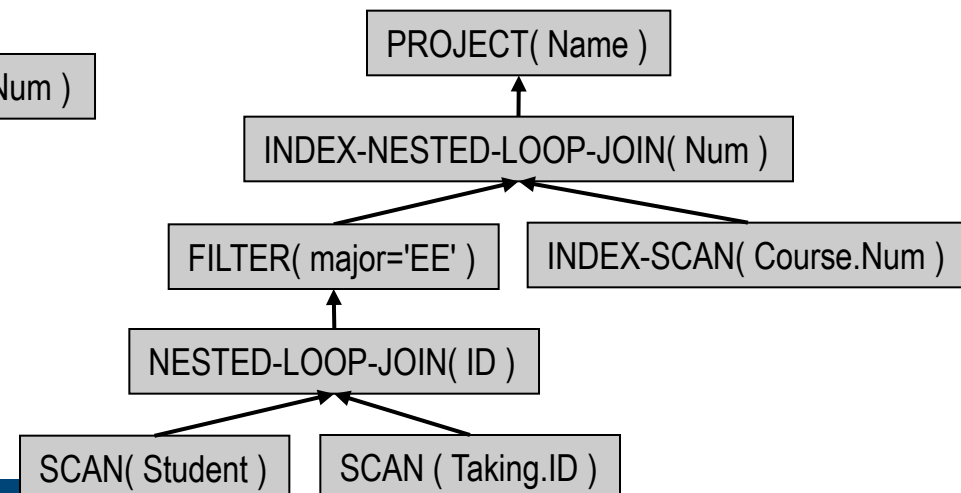 PROJECT( Name )
Num )
INDEX-NESTED-LOOP-JOIN( Num )
FILTER( major='EE' )
INDEX-SCAN( Course.Num )
NESTED-LOOP-JOIN( ID )
SCAN( Student )
SCAN ( Taking.ID )